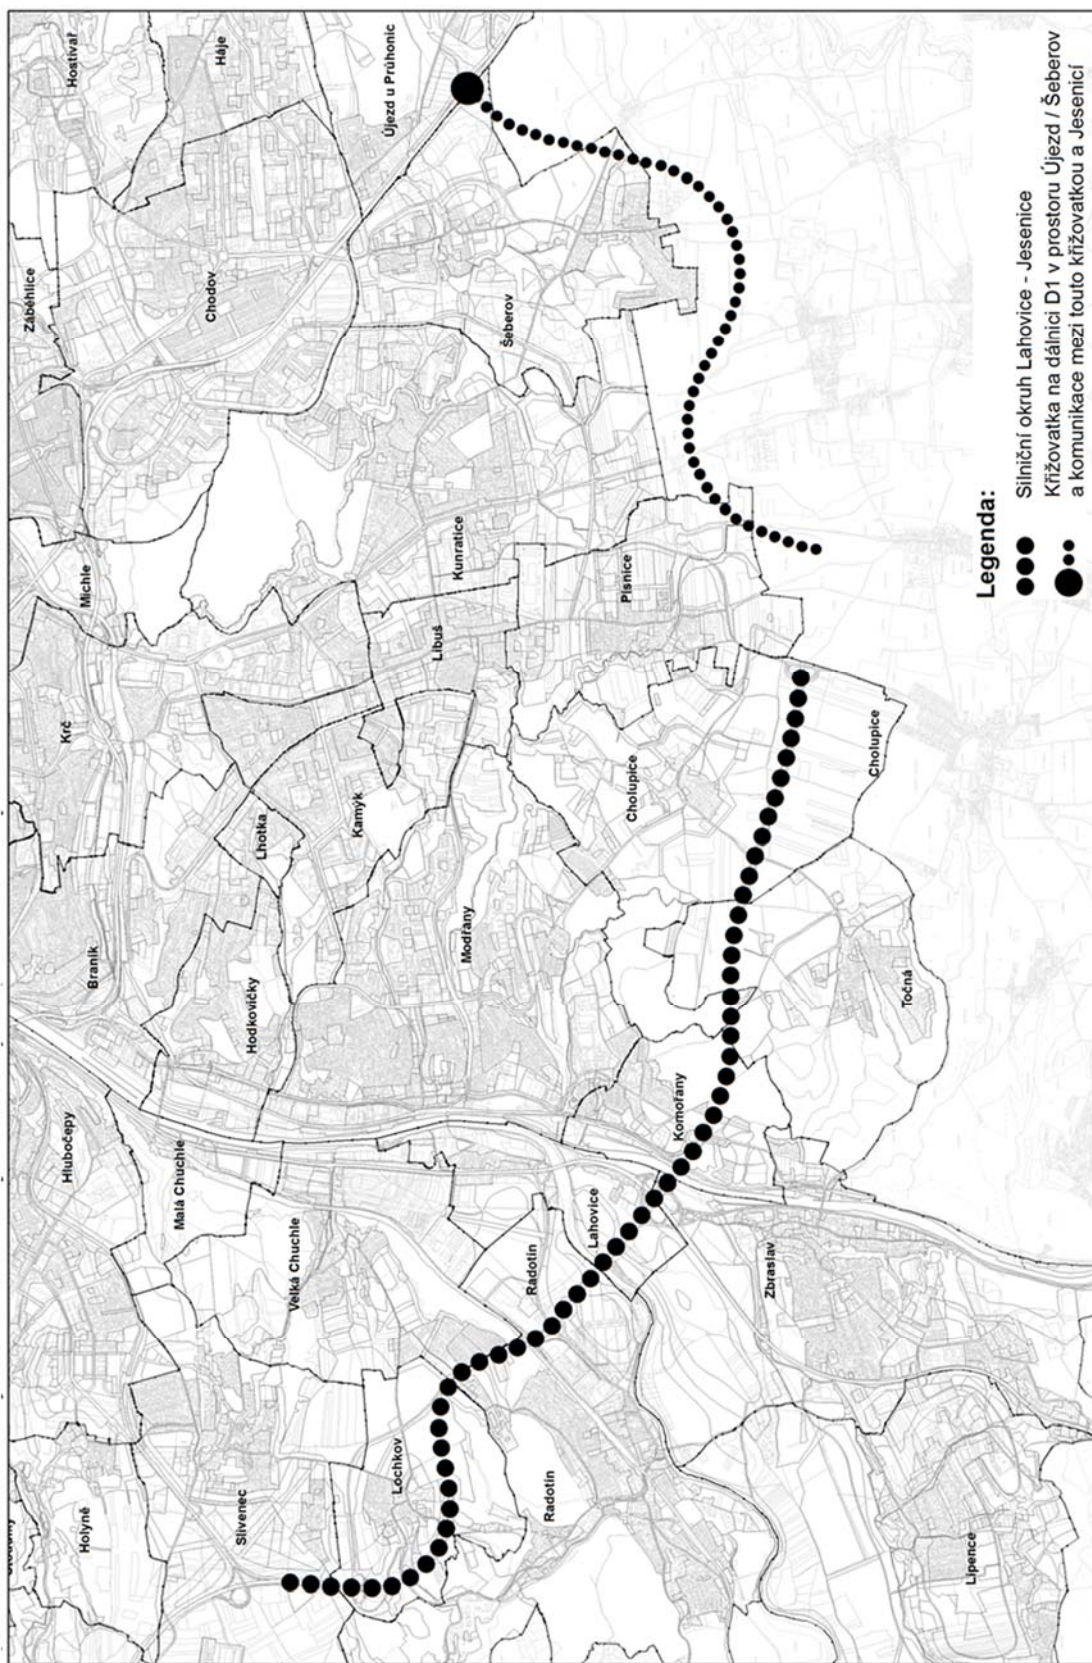 Záběhlice
Hostivař
Holyně
Hlubočepy
Braník
Krč
Michle
Háje
Slivenec
Malá Chuchle
Hodkovičky
Lhotka
Chodov
Velká Chuchle
Kamýk
Újezd u Průhonic
Lochkov
Modřany
Libuš
Kunratice
Šeberov
Radotín
Radotín
Lahovice
Cholupice
Písnice
Komořany
Zbraslav
Točná
Cholupice
Lipence
Legenda:
Silniční okruh Lahovice - Jesenice
Křižovatka na dálnici D1 v prostoru Újezd / Šeberov
a komunikace mezi touto křižovatkou a Jesenicí